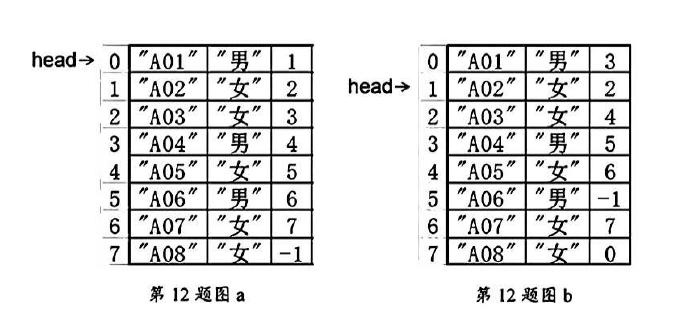 head→ 0 "A01" "男" 1
1 "A02" "女" 2
2 "A03" "女" 3
3 "A04" "男" 4
4 "A05" "女" 5
5 "A06" "男" 6
6 "A07" "女" 7
7 "A08" "女" -1
第 12 题图 a
0 "A01" "男" 3
head→ 1 "A02" "女" 2
2 "A03" "女" 4
3 "A04" "男" 5
4 "A05" "女" 6
5 "A06" "男" -1
6 "A07" "女" 7
7 "A08" "女" 0
第 12 题图 b